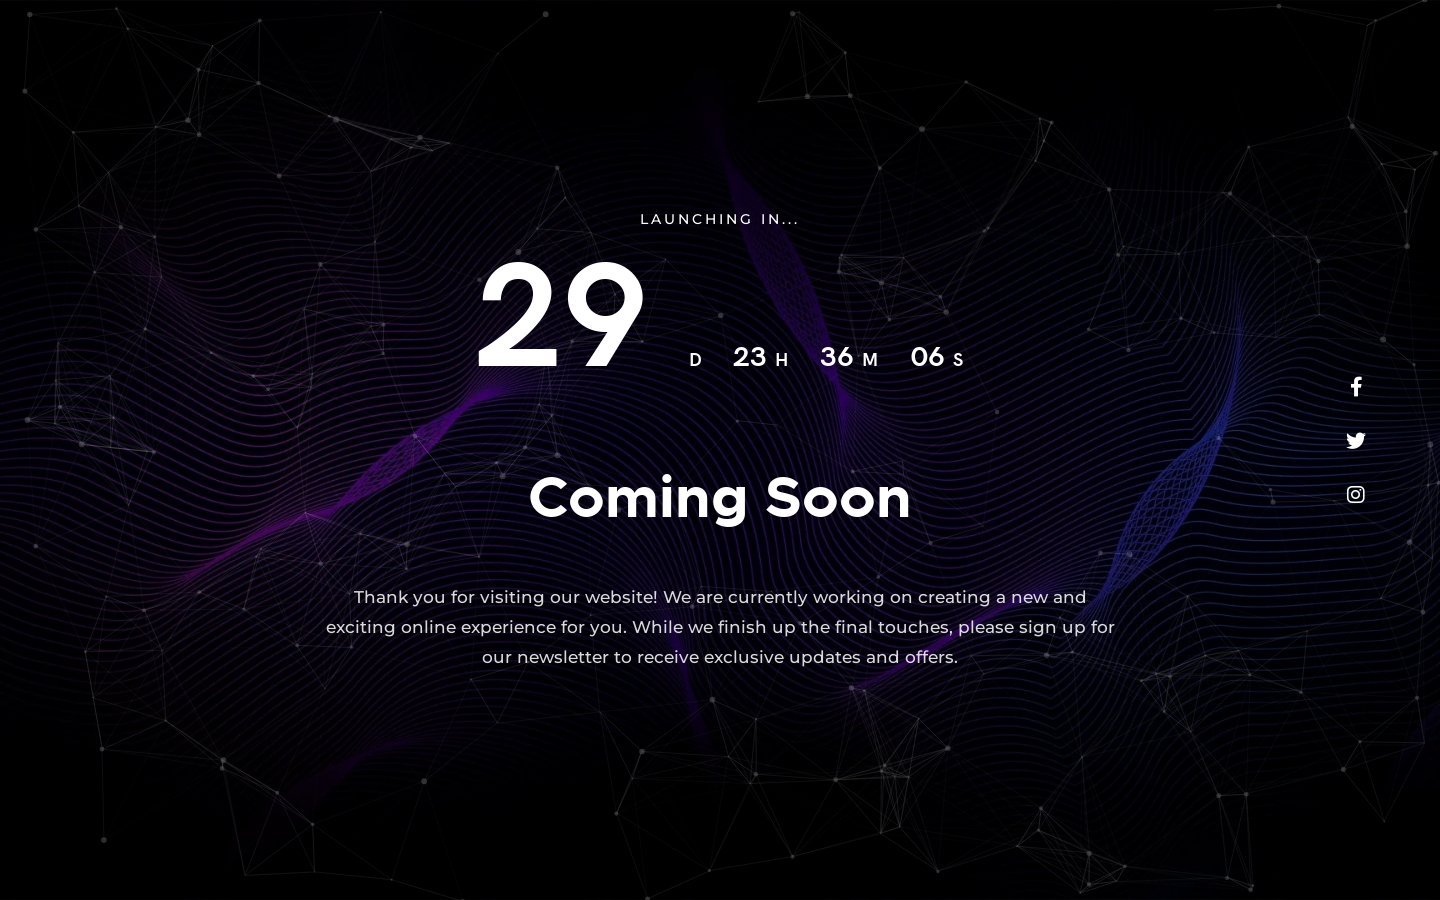 LAUNCHING IN...
29 D 23 H 36 M 06 S
Coming Soon
Thank you for visiting our website! We are currently working on creating a new and
exciting online experience for you. While we finish up the final touches, please sign up for
our newsletter to receive exclusive updates and offers.